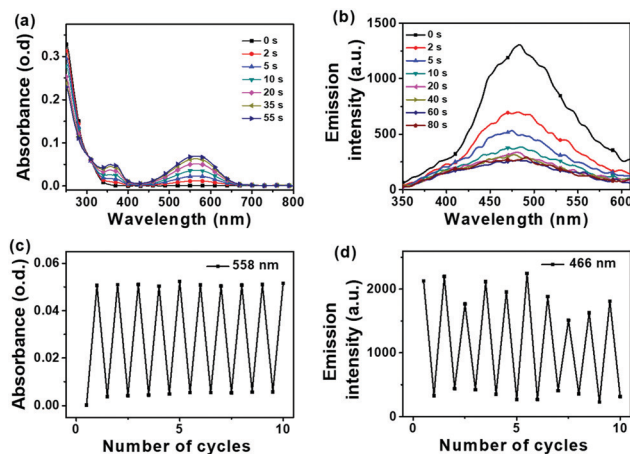 (a)
Absorbance (o.d)
0.3
0.2
0.1
0.0
0 s
2 s
5 s
10 s
20 s
35 s
55 s
300 400 500 600 700 800
Wavelength (nm)
(b)
Emission
intensity (a.u.)
1500
1250
1000
750
500
250
0
0 s
2 s
5 s
10 s
20 s
40 s
60 s
80 s
350 400 450 500 550 600
Wavelength (nm)
(c)
Absorbance (o.d.)
0.06
0.04
0.02
0.00
558 nm
0 5 10
Number of cycles
(d)
Emission
intensity (a.u.)
2000
1000
0
466 nm
0 5 10
Number of cycles